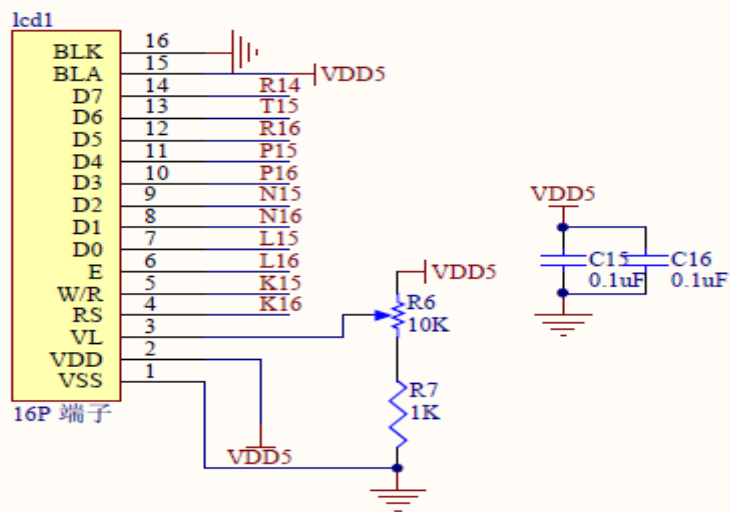 lcd1
BLK 16
BLA 15 VDD5
D7 14 R14
D6 13 T15
D5 12 R16
D4 11 P15
D3 10 P16
D2 9 N15
D1 8 N16
D0 7 L15
E 6 L16
W/R 5 K15
RS 4 K16
VL 3
VDD 2
VSS 1
16P 端子
VDD5
VDD5
R6
10K
R7
1K
VDD5
C15
0.1uF
C16
0.1uF